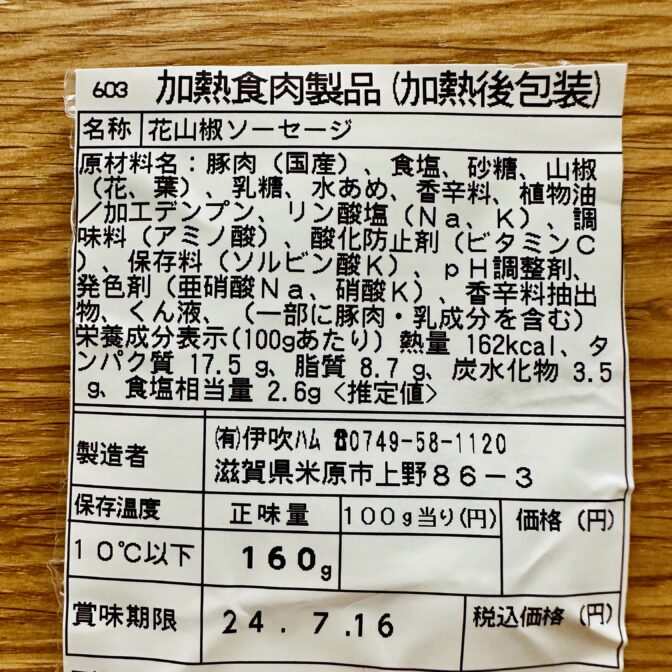 603 加熱食肉製品(加熱後包装)
名称 花山椒ソーセージ
原材料名：豚肉（国産）、食塩、砂糖、山椒
（花、葉）、乳糖、水あめ、香辛料、植物油
／加工デンプン、リン酸塩（Ｎａ、Ｋ）、調
味料（アミノ酸）、酸化防止剤（ビタミンＣ
）、保存料（ソルビン酸Ｋ）、ｐＨ調整剤、
発色剤（亜硝酸Ｎａ、硝酸Ｋ）、香辛料抽出
物、くん液、（一部に豚肉・乳成分を含む）
栄養成分表示(100gあたり) 熱量 162kcal、タ
ンパク質 17.5 g、脂質 8.7 g、炭水化物 3.5
g、食塩相当量 2.6g <推定値>
製造者 ㈲伊吹ハム ☎0749-58-1120
滋賀県米原市上野８６－３
保存温度 正味量 100g当り(円) 価格 (円)
１０℃以下 160g
賞味期限 24.7.16 税込価格 (円)